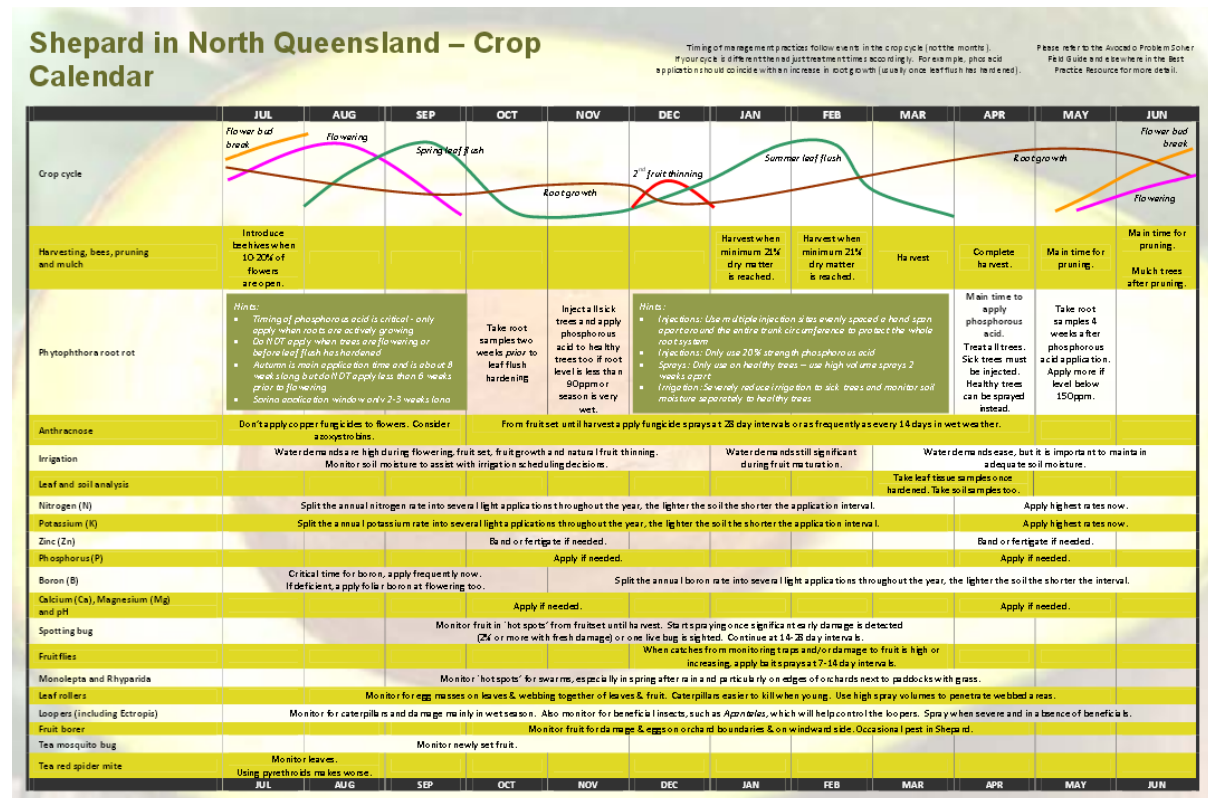 Shepard in North Queensland – Crop
Calendar
Timing of management practices follow events in the crop cycle (not the months).
If your cycle is different then adjust treatment times accordingly. For example, phos acid
application should coincide with an increase in root growth (usually once leaf flush has hardened).
Please refer to the Avocado Problem Solver
Field Guide and elsewhere in the Best
Practice Resource for more detail.
JUL AUG SEP OCT NOV DEC JAN FEB MAR APR MAY JUN
Crop cycle
Flower bud
break
Flowering
Spring leaf flush
Root growth
2nd fruit thinning
Summer leaf flush
Root growth
Flower bud
break
Flowering
Harvesting, bees, pruning
and mulch
Introduce
beehives when
10-20% of
flowers
are open.
Harvest when
minimum 21%
dry matter
is reached.
Harvest when
minimum 21%
dry matter
is reached.
Harvest
Complete
harvest.
Main time for
pruning.
Main time for
pruning.
Mulch trees
after pruning.
Phytophthora root rot
Hints:
• Timing of phosphorous acid is critical - only
apply when roots are actively growing
• Do NOT apply when trees are flowering or
before leaf flush has hardened
• Autumn is main application time and is about 8
weeks long but do NOT apply less than 6 weeks
prior to flowering
• Spring application window only 2-3 weeks long
Take root
samples two
weeks prior to
leaf flush
hardening
Inject all sick
trees and apply
phosphorous
acid to healthy
trees too if root
level is less than
90ppm or
season is very
wet.
Hints:
• Injections: Use multiple injection sites evenly spaced a hand span
apart around the entire trunk circumference to protect the whole
root system
• Injections: Only use 20% strength phosphorous acid
• Sprays: Only use on healthy trees – use high volume sprays 2
weeks apart
• Irrigation: Severely reduce irrigation to sick trees and monitor soil
moisture separately to healthy trees
Main time to
apply
phosphorous
acid.
Treat all trees.
Sick trees must
be injected.
Healthy trees
can be sprayed
instead.
Take root
samples 4
weeks after
phosphorous
acid application.
Apply more if
level below
150ppm.
Anthracnose
Don't apply copper fungicides to flowers. Consider
azoxystrobins.
From fruit set until harvest apply fungicide sprays at 28 day intervals or as frequently as every 14 days in wet weather.
Irrigation
Water demands are high during flowering, fruit set, fruit growth and natural fruit thinning.
Monitor soil moisture to assist with irrigation scheduling decisions.
Water demands still significant
during fruit maturation.
Water demands ease, but it is important to maintain
adequate soil moisture.
Leaf and soil analysis
Take leaf tissue samples once
hardened. Take soil samples too.
Nitrogen (N)
Split the annual nitrogen rate into several light applications throughout the year, the lighter the soil the shorter the application interval.
Apply highest rates now.
Potassium (K)
Split the annual potassium rate into several light applications throughout the year, the lighter the soil the shorter the application interval.
Apply highest rates now.
Zinc (Zn)
Band or fertigate if needed.
Band or fertigate if needed.
Phosphorus (P)
Apply if needed.
Apply if needed.
Boron (B)
Critical time for boron, apply frequently now.
If deficient, apply foliar boron at flowering too.
Split the annual boron rate into several light applications throughout the year, the lighter the soil the shorter the interval.
Calcium (Ca), Magnesium (Mg)
and pH
Apply if needed.
Apply if needed.
Spotting bug
Monitor fruit in 'hot spots' from fruitset until harvest. Start spraying once significant early damage is detected
(2% or more with fresh damage) or one live bug is sighted. Continue at 14-28 day intervals.
Fruitflies
When catches from monitoring traps and/or damage to fruit is high or
increasing, apply bait sprays at 7-14 day intervals.
Monolepta and Rhyparida
Monitor 'hot spots' for swarms, especially in spring after rain and particularly on edges of orchards next to paddocks with grass.
Leaf rollers
Monitor for egg masses on leaves & webbing together of leaves & fruit. Caterpillars easier to kill when young. Use high spray volumes to penetrate webbed areas.
Loopers (including Ectropis)
Monitor for caterpillars and damage mainly in wet season. Also monitor for beneficial insects, such as Apanteles, which will help control the loopers. Spray when severe and in absence of beneficials.
Fruit borer
Monitor fruit for damage & eggs on orchard boundaries & on windward side. Occasional pest in Shepard.
Tea mosquito bug
Monitor newly set fruit.
Tea red spider mite
Monitor leaves.
Using pyrethroids makes worse.
JUL AUG SEP OCT NOV DEC JAN FEB MAR APR MAY JUN